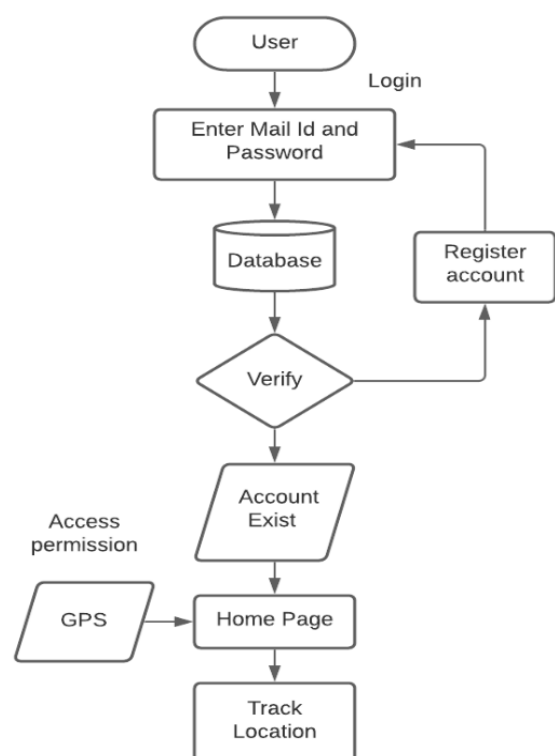 User
Login
Enter Mail Id and
Password
Database
Register
account
Verify
Account
Exist
Access
permission
GPS
Home Page
Track
Location